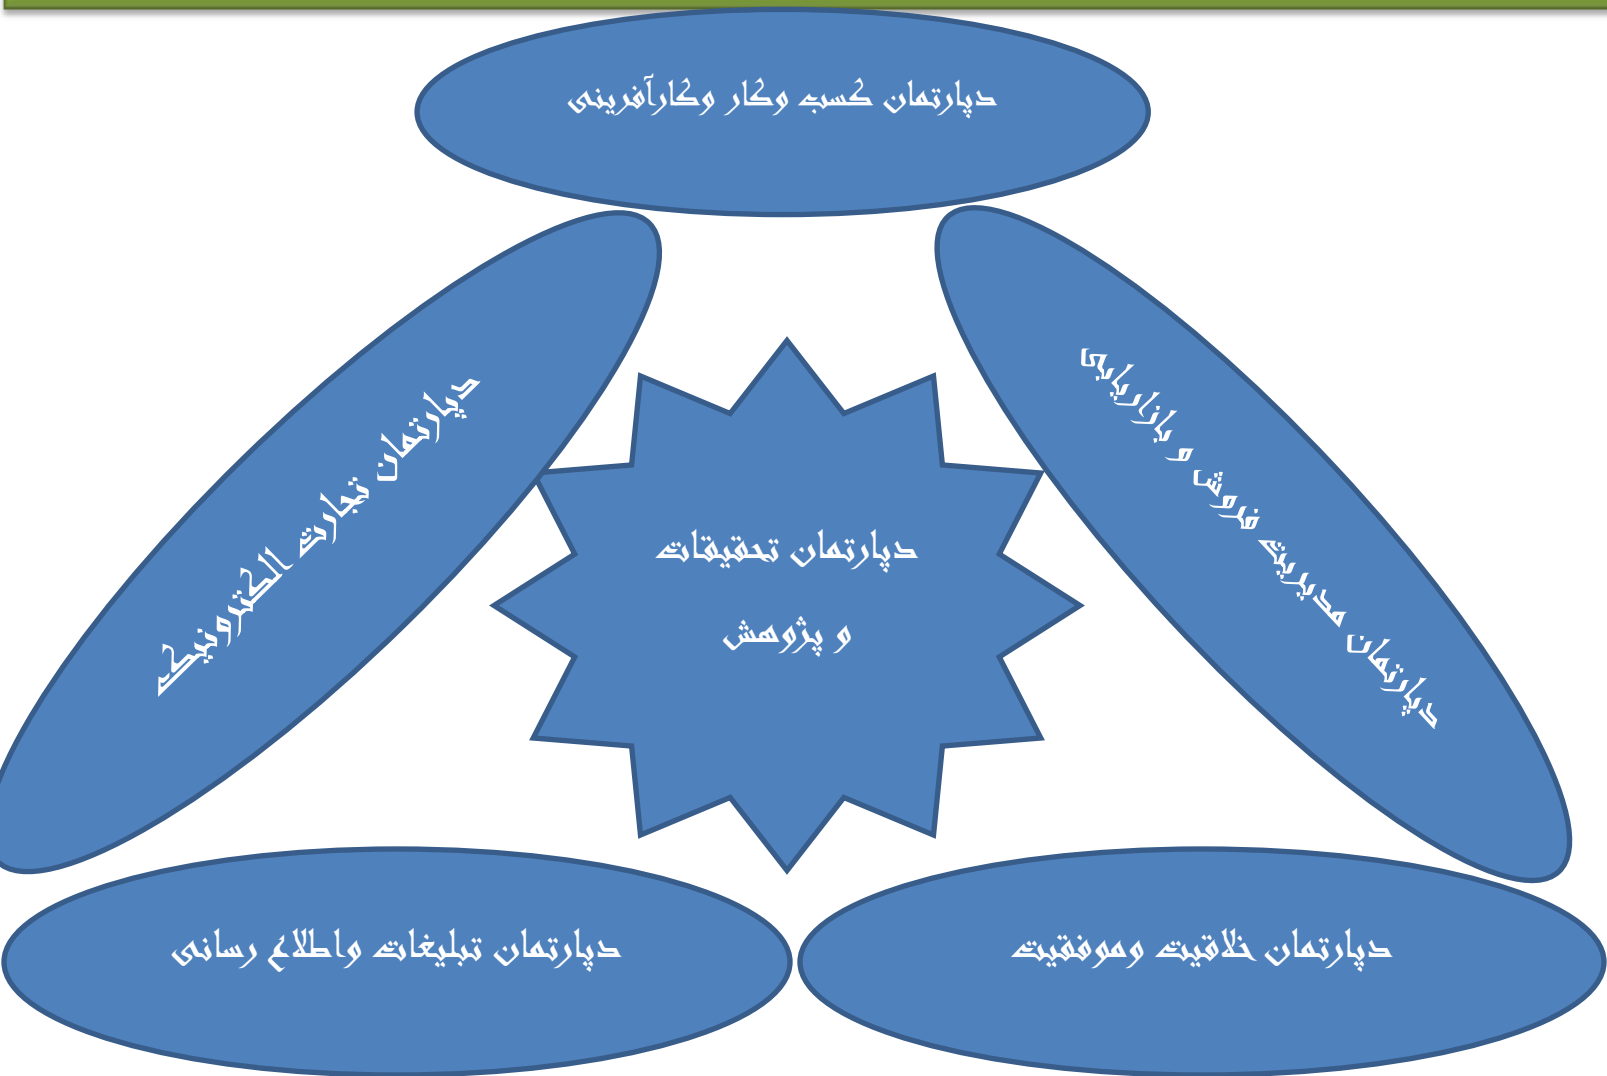 دپارتمان کسب وکار وکارآفرینی
دپارتمان مدیریت فروش و بازاریابی
دپارتمان تجارت الکترونیک
دپارتمان تحقیقات
و پژوهش
دپارتمان خلاقیت وموفقیت
دپارتمان تبلیغات واطلاع رسانی